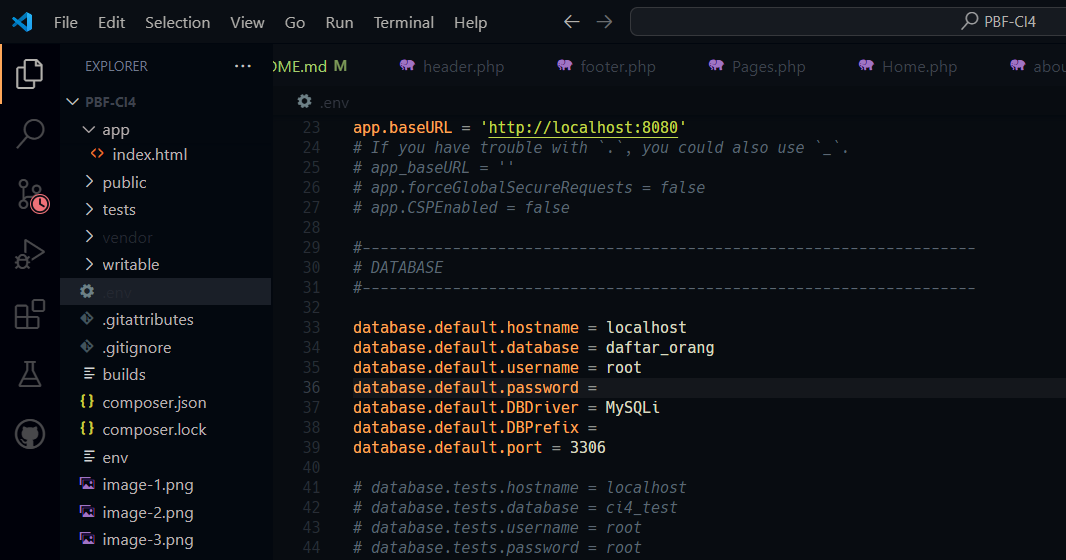 File Edit Selection View Go Run Terminal Help
PBF-CI4
EXPLORER
OME.md M header.php footer.php Pages.php Home.php abou
PBF-CI4
app
index.html
public
tests
vendor
writable
.env
.gitattributes
.gitignore
builds
composer.json
composer.lock
env
image-1.png
image-2.png
image-3.png
.env
23 app.baseURL = 'http://localhost:8080'
24 # If you have trouble with `.`, you could also use `_`.
25 # app_baseURL = ''
26 # app.forceGlobalSecureRequests = false
27 # app.CSPEnabled = false
28
29 #--------------------------------------------------------------------
30 # DATABASE
31 #--------------------------------------------------------------------
32
33 database.default.hostname = localhost
34 database.default.database = daftar_orang
35 database.default.username = root
36 database.default.password =
37 database.default.DBDriver = MySQLi
38 database.default.DBPrefix =
39 database.default.port = 3306
40
41 # database.tests.hostname = localhost
42 # database.tests.database = ci4_test
43 # database.tests.username = root
44 # database.tests.password = root